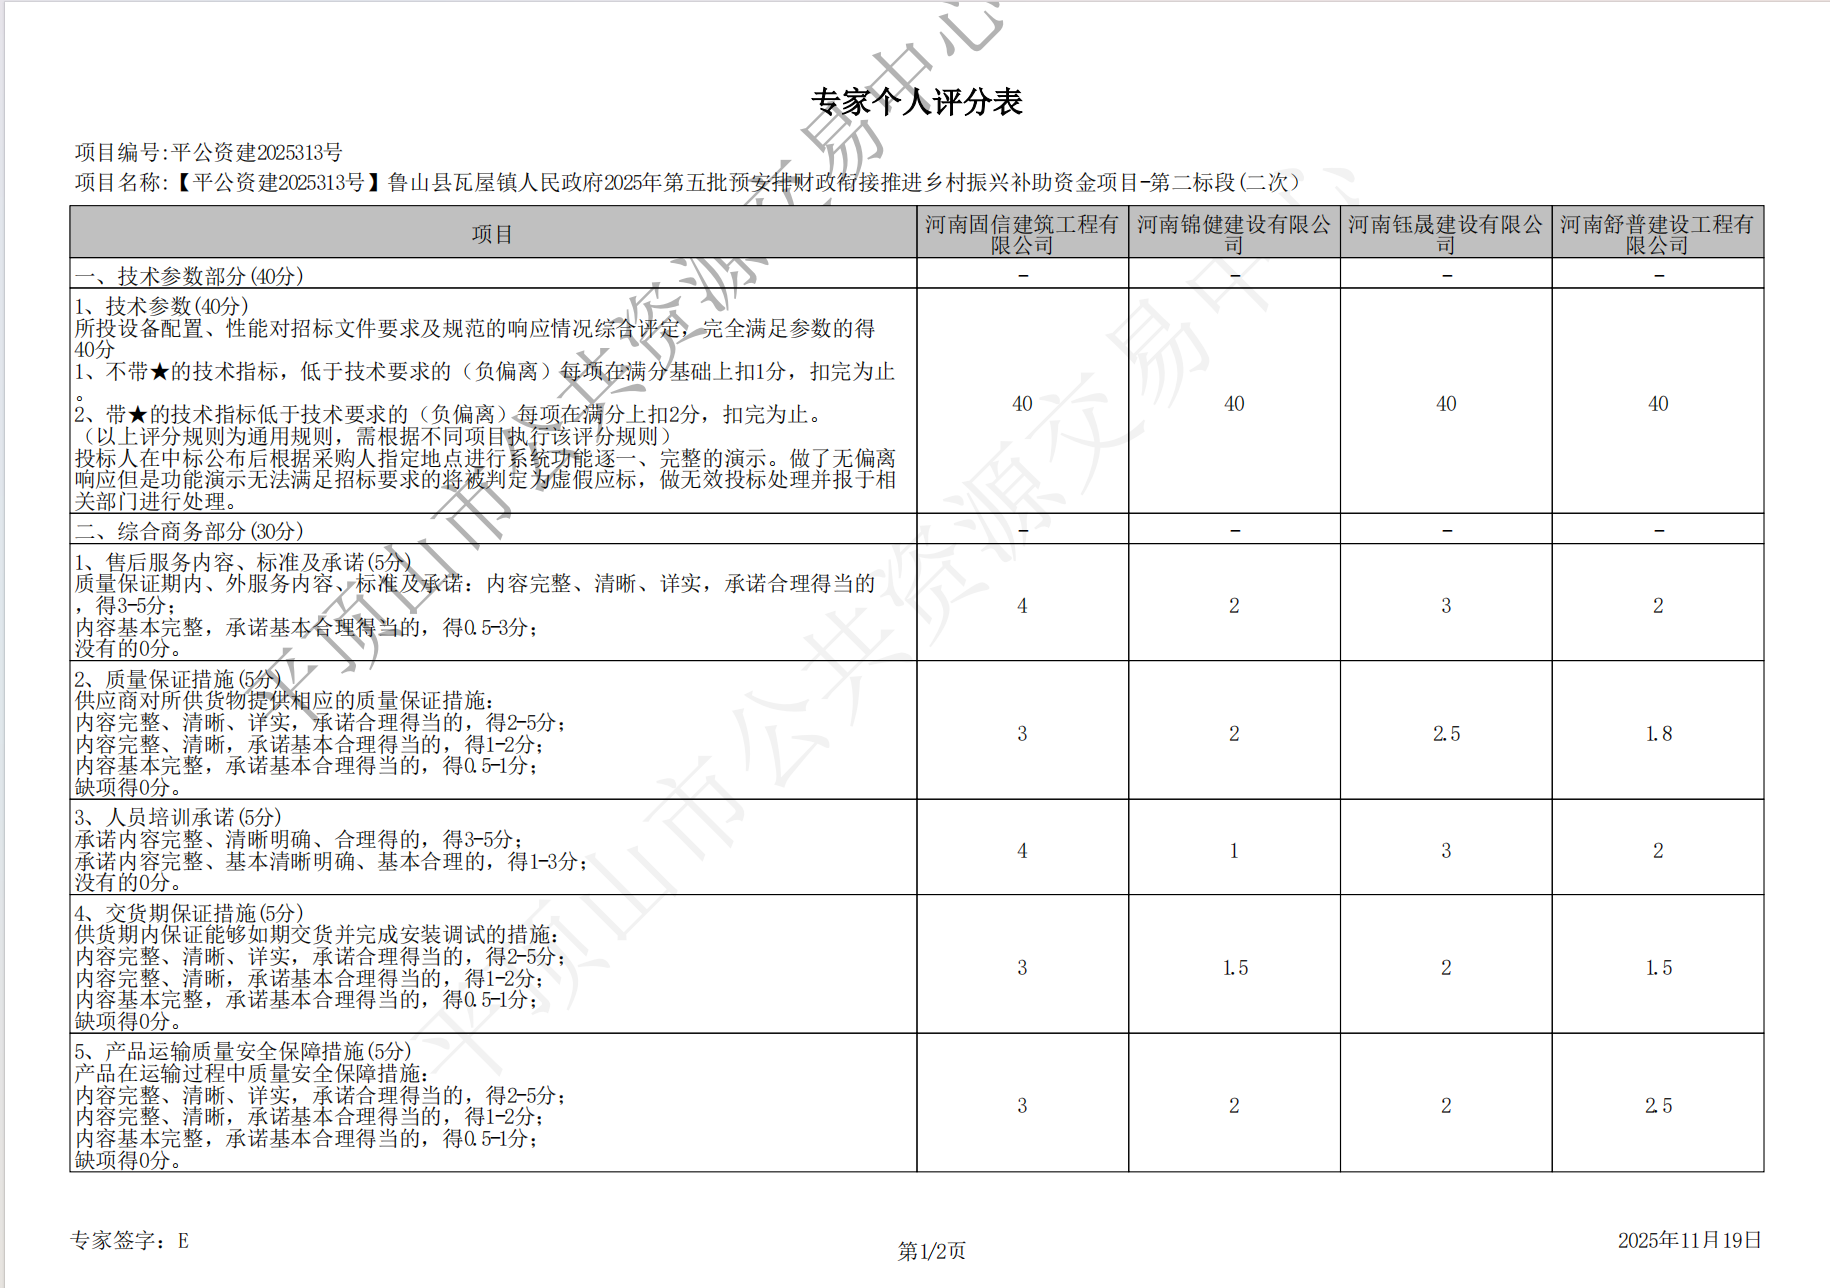 专家个人评分表
项目编号:平公资建2025313号
项目名称:【平公资建2025313号】鲁山县瓦屋镇人民政府2025年第五批预安排财政衔接推进乡村振兴补助资金项目-第二标段(二次）
项目
河南固信建筑工程有
限公司
河南锦健建设有限公
司
河南钰晟建设有限公
司
河南舒普建设工程有
限公司
一、技术参数部分(40分)
-
-
-
-
1、技术参数(40分)
所投设备配置、性能对招标文件要求及规范的响应情况综合评定，完全满足参数的得
40分
1、不带★的技术指标，低于技术要求的（负偏离）每项在满分基础上扣1分，扣完为止
。
2、带★的技术指标低于技术要求的（负偏离）每项在满分上扣2分，扣完为止。
（以上评分规则为通用规则，需根据不同项目执行该评分规则）
投标人在中标公布后根据采购人指定地点进行系统功能逐一、完整的演示。做了无偏离
响应但是功能演示无法满足招标要求的将被判定为虚假应标，做无效投标处理并报于相
关部门进行处理。
40
40
40
40
二、综合商务部分(30分)
-
-
-
-
1、售后服务内容、标准及承诺(5分)
质量保证期内、外服务内容、标准及承诺：内容完整、清晰、详实，承诺合理得当的
，得3-5分；
内容基本完整，承诺基本合理得当的，得0.5-3分；
没有的0分。
4
2
3
2
2、质量保证措施(5分)
供应商对所供货物提供相应的质量保证措施：
内容完整、清晰、详实，承诺合理得当的，得2-5分；
内容完整、清晰，承诺基本合理得当的，得1-2分；
内容基本完整，承诺基本合理得当的，得0.5-1分；
缺项得0分。
3
2
2.5
1.8
3、人员培训承诺(5分)
承诺内容完整、清晰明确、合理得的，得3-5分；
承诺内容完整、基本清晰明确、基本合理的，得1-3分；
没有的0分。
4
1
3
2
4、交货期保证措施(5分)
供货期内保证能够如期交货并完成安装调试的措施：
内容完整、清晰、详实，承诺合理得当的，得2-5分；
内容完整、清晰，承诺基本合理得当的，得1-2分；
内容基本完整，承诺基本合理得当的，得0.5-1分；
缺项得0分。
3
1.5
2
1.5
5、产品运输质量安全保障措施(5分)
产品在运输过程中质量安全保障措施：
内容完整、清晰、详实，承诺合理得当的，得2-5分；
内容完整、清晰，承诺基本合理得当的，得1-2分；
内容基本完整，承诺基本合理得当的，得0.5-1分；
缺项得0分。
3
2
2
2.5
专家签字：E
第1/2页
2025年11月19日
平顶山市公共资源交易中心
平顶山市公共资源交易中心